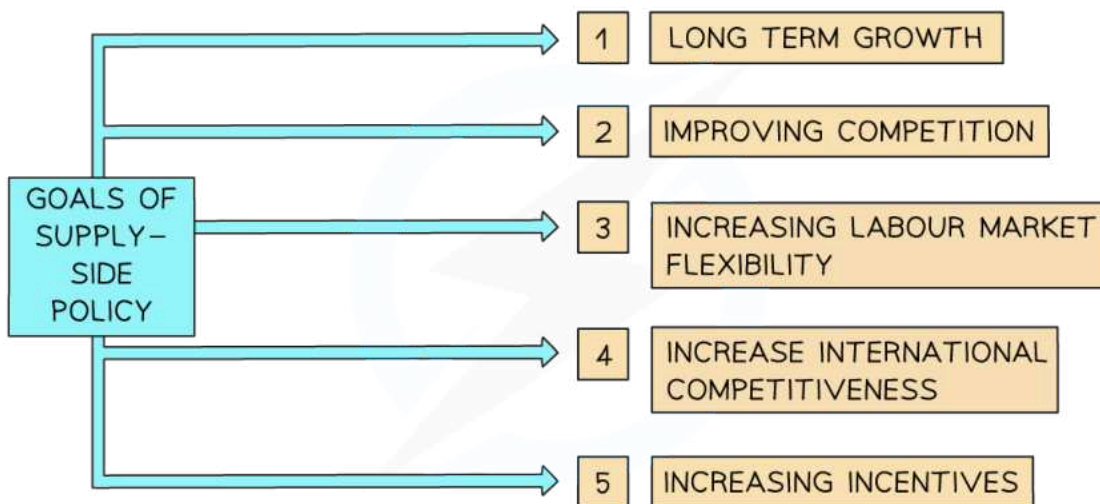 GOALS OF
SUPPLY-
SIDE
POLICY
1
LONG TERM GROWTH
2
IMPROVING COMPETITION
3
INCREASING LABOUR MARKET
FLEXIBILITY
4
INCREASE INTERNATIONAL
COMPETITIVENESS
5
INCREASING INCENTIVES